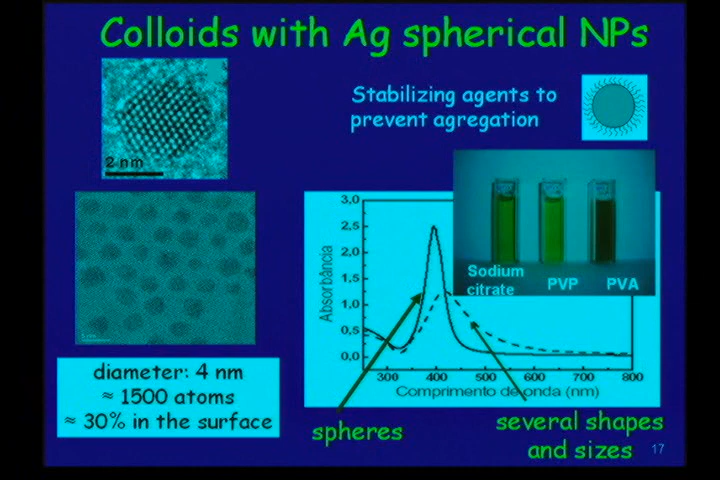 Colloids with Ag spherical NPs
2 nm
Stabilizing agents to
prevent agregation
5 nm
diameter: 4 nm
≈ 1500 atoms
≈ 30% in the surface
Sodium
citrate
PVP
PVA
Absorbância
3,0
2,5
2,0
1,5
1,0
0,5
0,0
300 400 500 600 700 800
Comprimento de onda (nm)
spheres
several shapes
and sizes
17